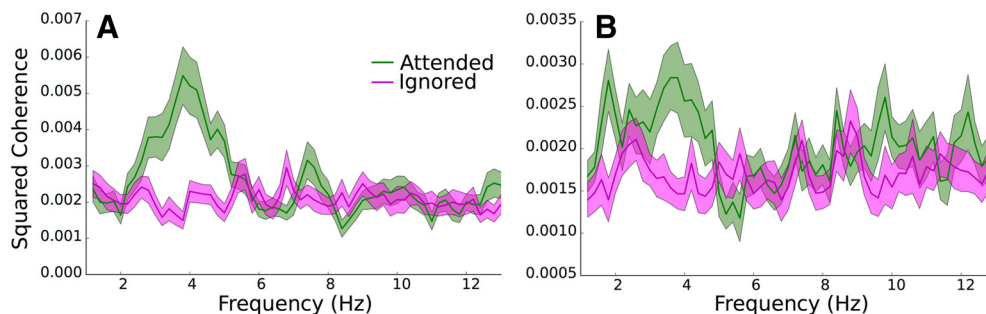 A
B
Attended
Ignored
Squared Coherence
0.007
0.006
0.005
0.004
0.003
0.002
0.001
0.000
2 4 6 8 10 12
Frequency (Hz)
0.0035
0.0030
0.0025
0.0020
0.0015
0.0010
0.0005
2 4 6 8 10 12
Frequency (Hz)